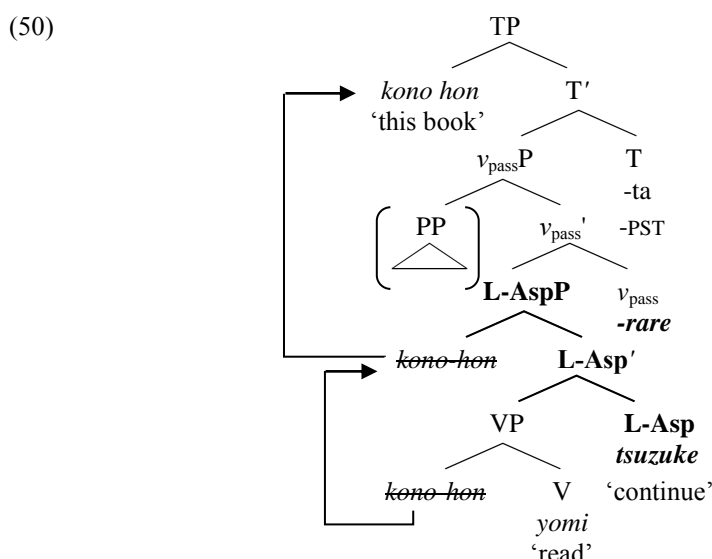 (50) TP
kono hon T′
‘this book’
vpassP T
-ta
PP vpass' -PST
L-AspP vpass
-rare
kono-hon L-Asp′
VP L-Asp
tsuzuke
kono-hon V ‘continue’
yomi
‘read’